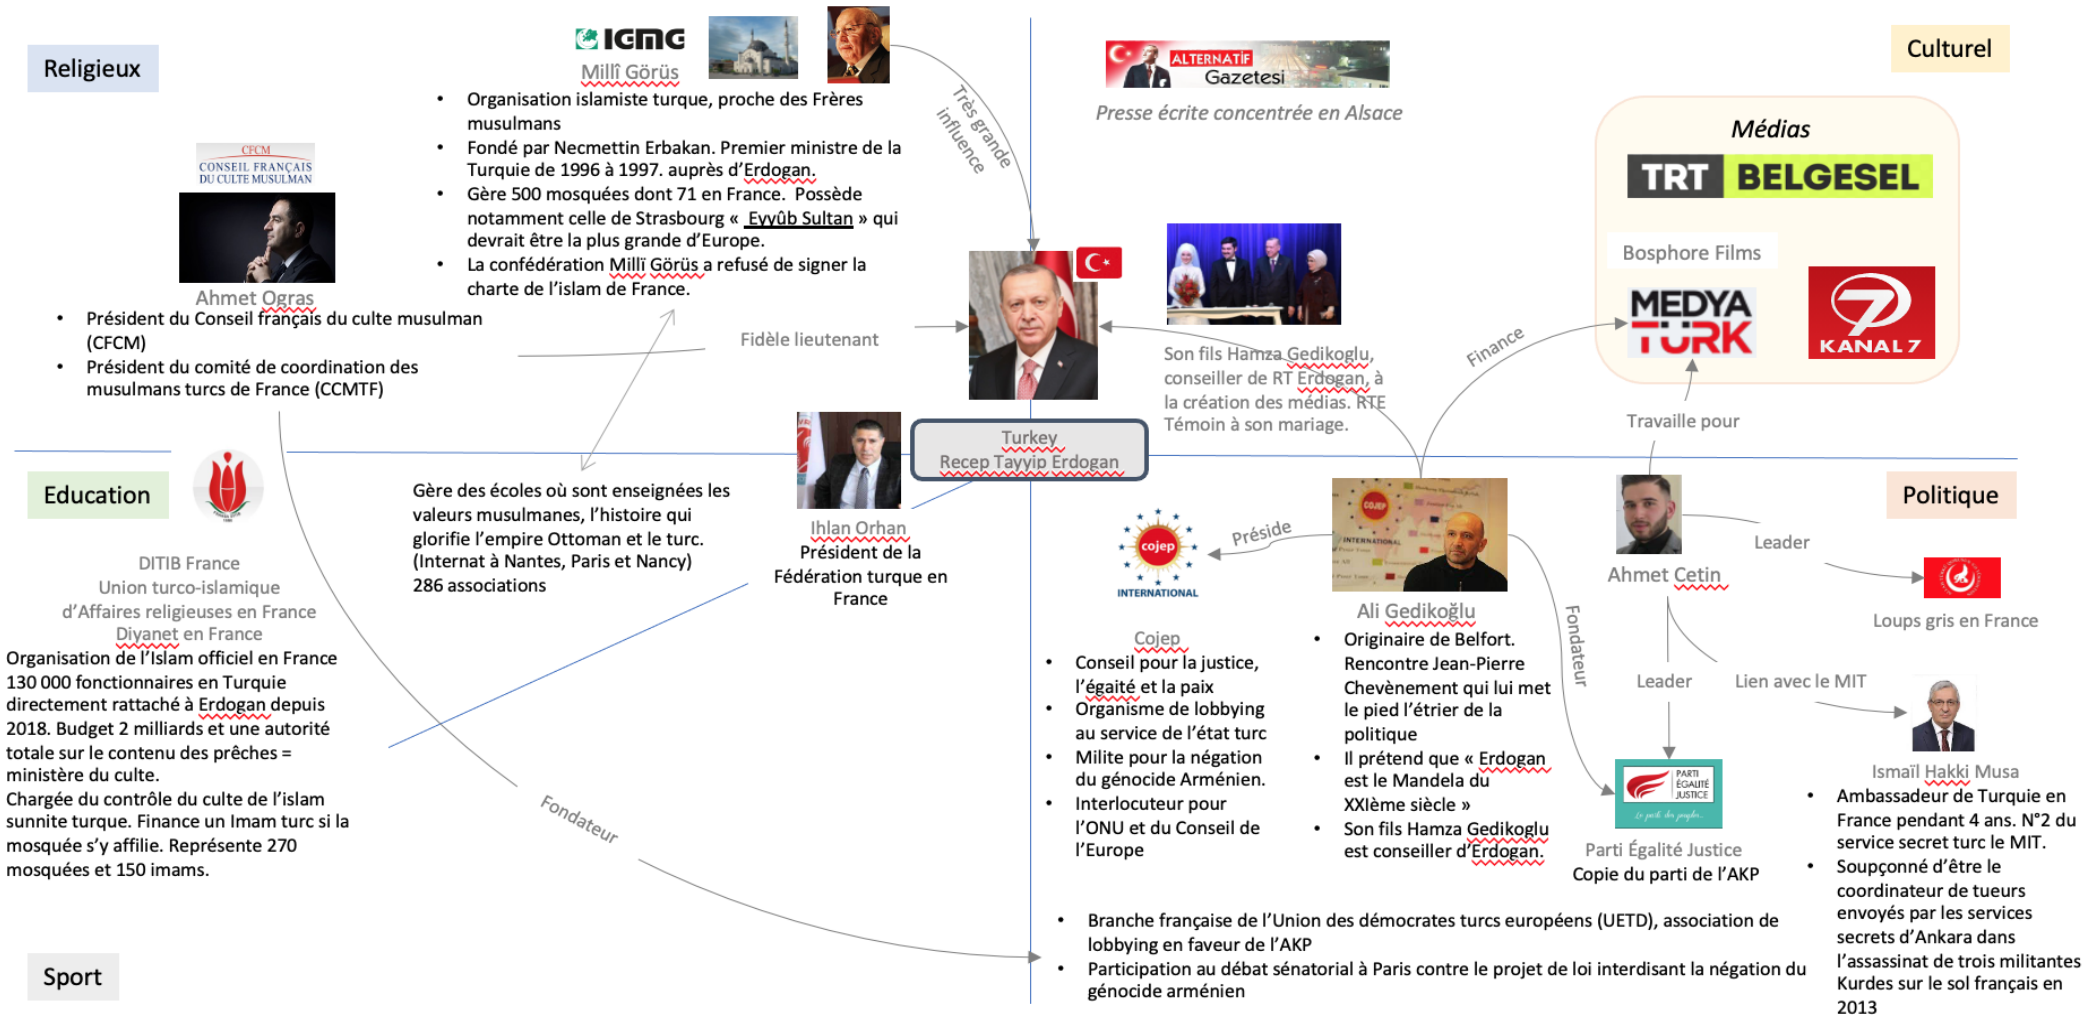 Religieux
IGMG
Millî Görüs
Organisation islamiste turque, proche des Frères
musulmans
Fondé par Necmettin Erbakan. Premier ministre de la
Turquie de 1996 à 1997. auprès d'Erdogan.
Gère 500 mosquées dont 71 en France. Possède
notamment celle de Strasbourg « Eyyûb Sultan » qui
devrait être la plus grande d'Europe.
La confédération Millî Görüs a refusé de signer la
charte de l'islam de France.
Très grande
influence
CFCM
CONSEIL FRANÇAIS
DU CULTE MUSULMAN
Ahmet Ogras
Président du Conseil français du culte musulman
(CFCM)
Président du comité de coordination des
musulmans turcs de France (CCMTF)
Fidèle lieutenant
ALTERNATİF
Gazetesi
Presse écrite concentrée en Alsace
Culturel
Médias
TRT BELGESEL
Bosphore Films
MEDYA
TURK
7
KANAL 7
Son fils Hamza Gedikoglu,
conseiller de RT Erdogan, à
la création des médias. RTE
Témoin à son mariage.
Finance
Travaille pour
Turkey
Recep Tayyip Erdogan
Education
DITIB France
Union turco-islamique
d'Affaires religieuses en France
Diyanet en France
Organisation de l'Islam officiel en France
130 000 fonctionnaires en Turquie
directement rattaché à Erdogan depuis
2018. Budget 2 milliards et une autorité
totale sur le contenu des prêches =
ministère du culte.
Chargée du contrôle du culte de l'islam
sunnite turque. Finance un Imam turc si la
mosquée s'y affilie. Représente 270
mosquées et 150 imams.
Gère des écoles où sont enseignées les
valeurs musulmanes, l'histoire qui
glorifie l'empire Ottoman et le turc.
(Internat à Nantes, Paris et Nancy)
286 associations
Ihlan Orhan
Président de la
Fédération turque en
France
Fondateur
Sport
Politique
cojep
INTERNATIONAL
Préside
Cojep
Conseil pour la justice,
l'égaité et la paix
Organisme de lobbying
au service de l'état turc
Milite pour la négation
du génocide Arménien.
Interlocuteur pour
l'ONU et du Conseil de
l'Europe
COJEP
INTERNATIONAL
Ali Gedikoğlu
Originaire de Belfort.
Rencontre Jean-Pierre
Chevènement qui lui met
le pied l'étrier de la
politique
Il prétend que « Erdogan
est le Mandela du
XXIème siècle »
Son fils Hamza Gedikoglu
est conseiller d'Erdogan.
Fondateur
Ahmet Cetin
Leader
Loups gris en France
Leader
Lien avec le MIT
PARTI
ÉGALITÉ
JUSTICE
Le parti des peuples..
Parti Égalité Justice
Copie du parti de l'AKP
Ismaïl Hakki Musa
Ambassadeur de Turquie en
France pendant 4 ans. N°2 du
service secret turc le MIT.
Soupçonné d'être le
coordinateur de tueurs
envoyés par les services
secrets d'Ankara dans
l'assassinat de trois militantes
Kurdes sur le sol français en
2013
Branche française de l'Union des démocrates turcs européens (UETD), association de
lobbying en faveur de l'AKP
Participation au débat sénatorial à Paris contre le projet de loi interdisant la négation du
génocide arménien